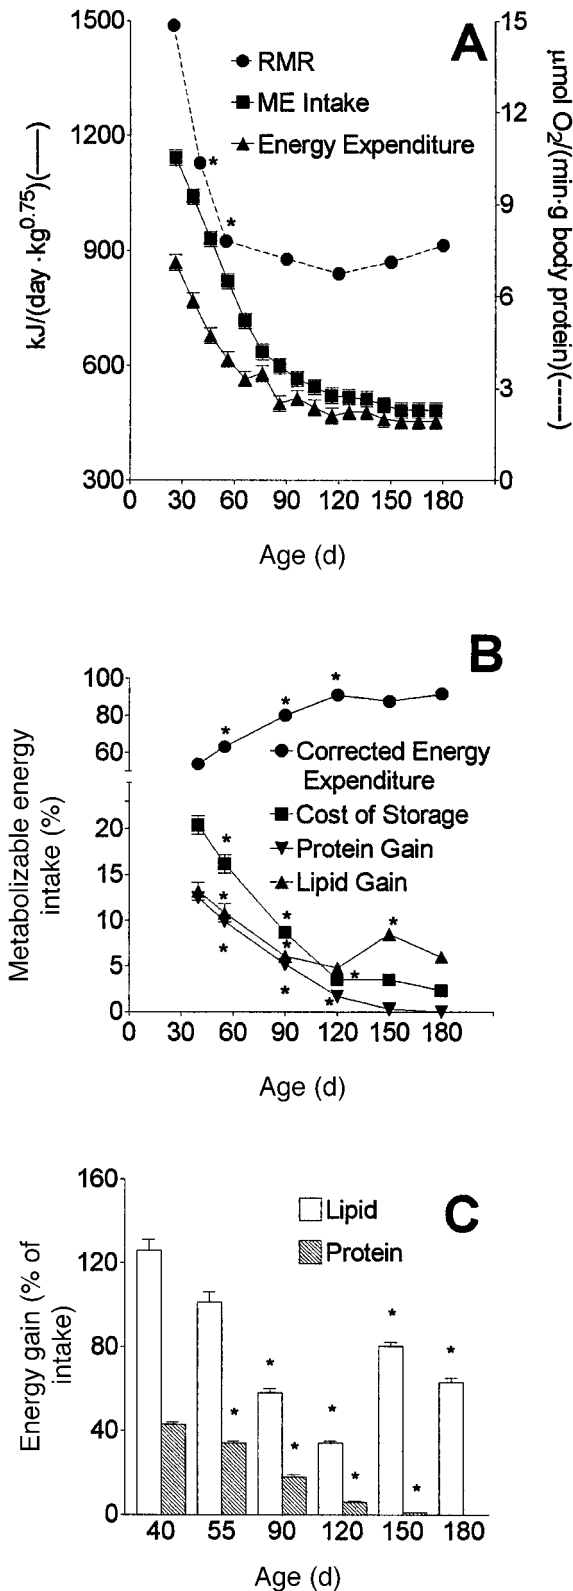 A
1500
1200
900
600
300
kJ/(day·kg0.75)(——)
15
12
9
6
3
0
μmol O2/(min·g body protein)(-----)
RMR
ME Intake
Energy Expenditure
*
*
0 30 60 90 120 150 180
Age (d)
B
100
80
60
20
15
10
5
0
Metabolizable energy
intake (%)
* * *
Corrected Energy
Expenditure
Cost of Storage
Protein Gain
Lipid Gain
*
*
*
*
*
*
*
*
*
0 30 60 90 120 150 180
Age (d)
C
160
120
80
40
0
Energy gain (% of
intake)
Lipid
Protein
* * * *
* * * *
40 55 90 120 150 180
Age (d)